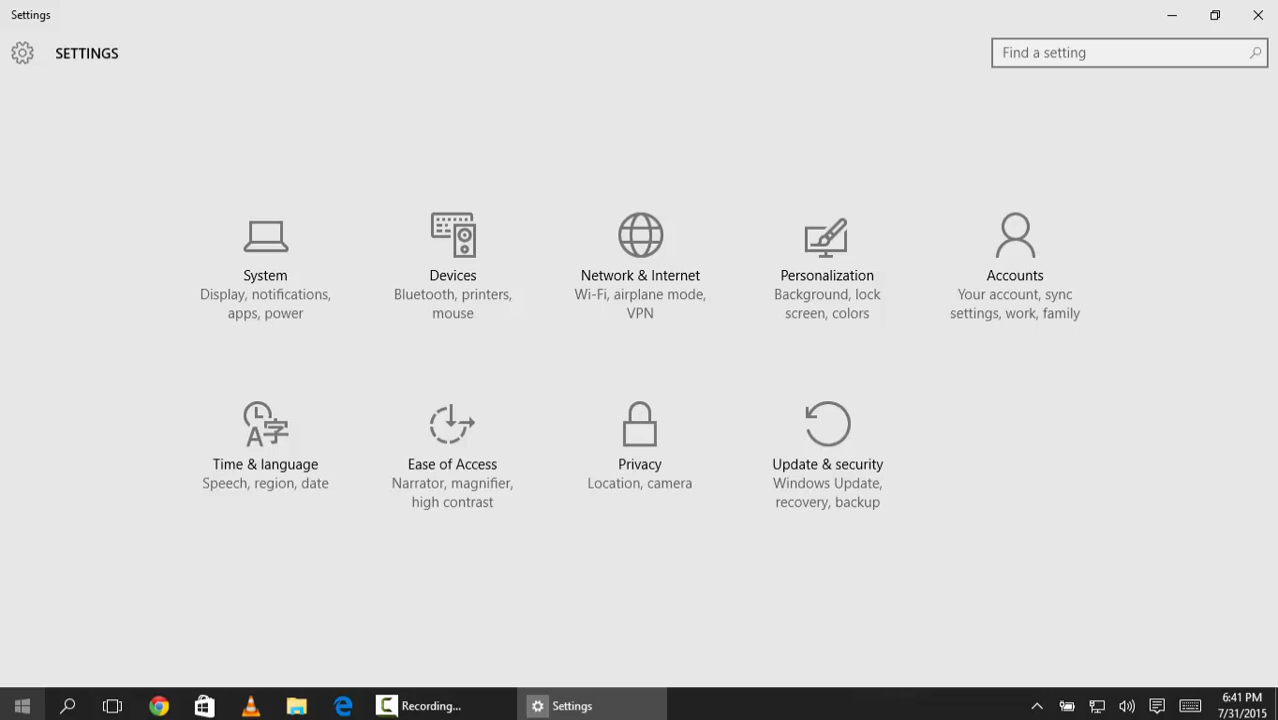 Settings
SETTINGS
Find a setting
System
Display, notifications,
apps, power
Devices
Bluetooth, printers,
mouse
Network & Internet
Wi-Fi, airplane mode,
VPN
Personalization
Background, lock
screen, colors
Accounts
Your account, sync
settings, work, family
A字
Time & language
Speech, region, date
Ease of Access
Narrator, magnifier,
high contrast
Privacy
Location, camera
Update & security
Windows Update,
recovery, backup
Recording...
Settings
6:41 PM
7/31/2015